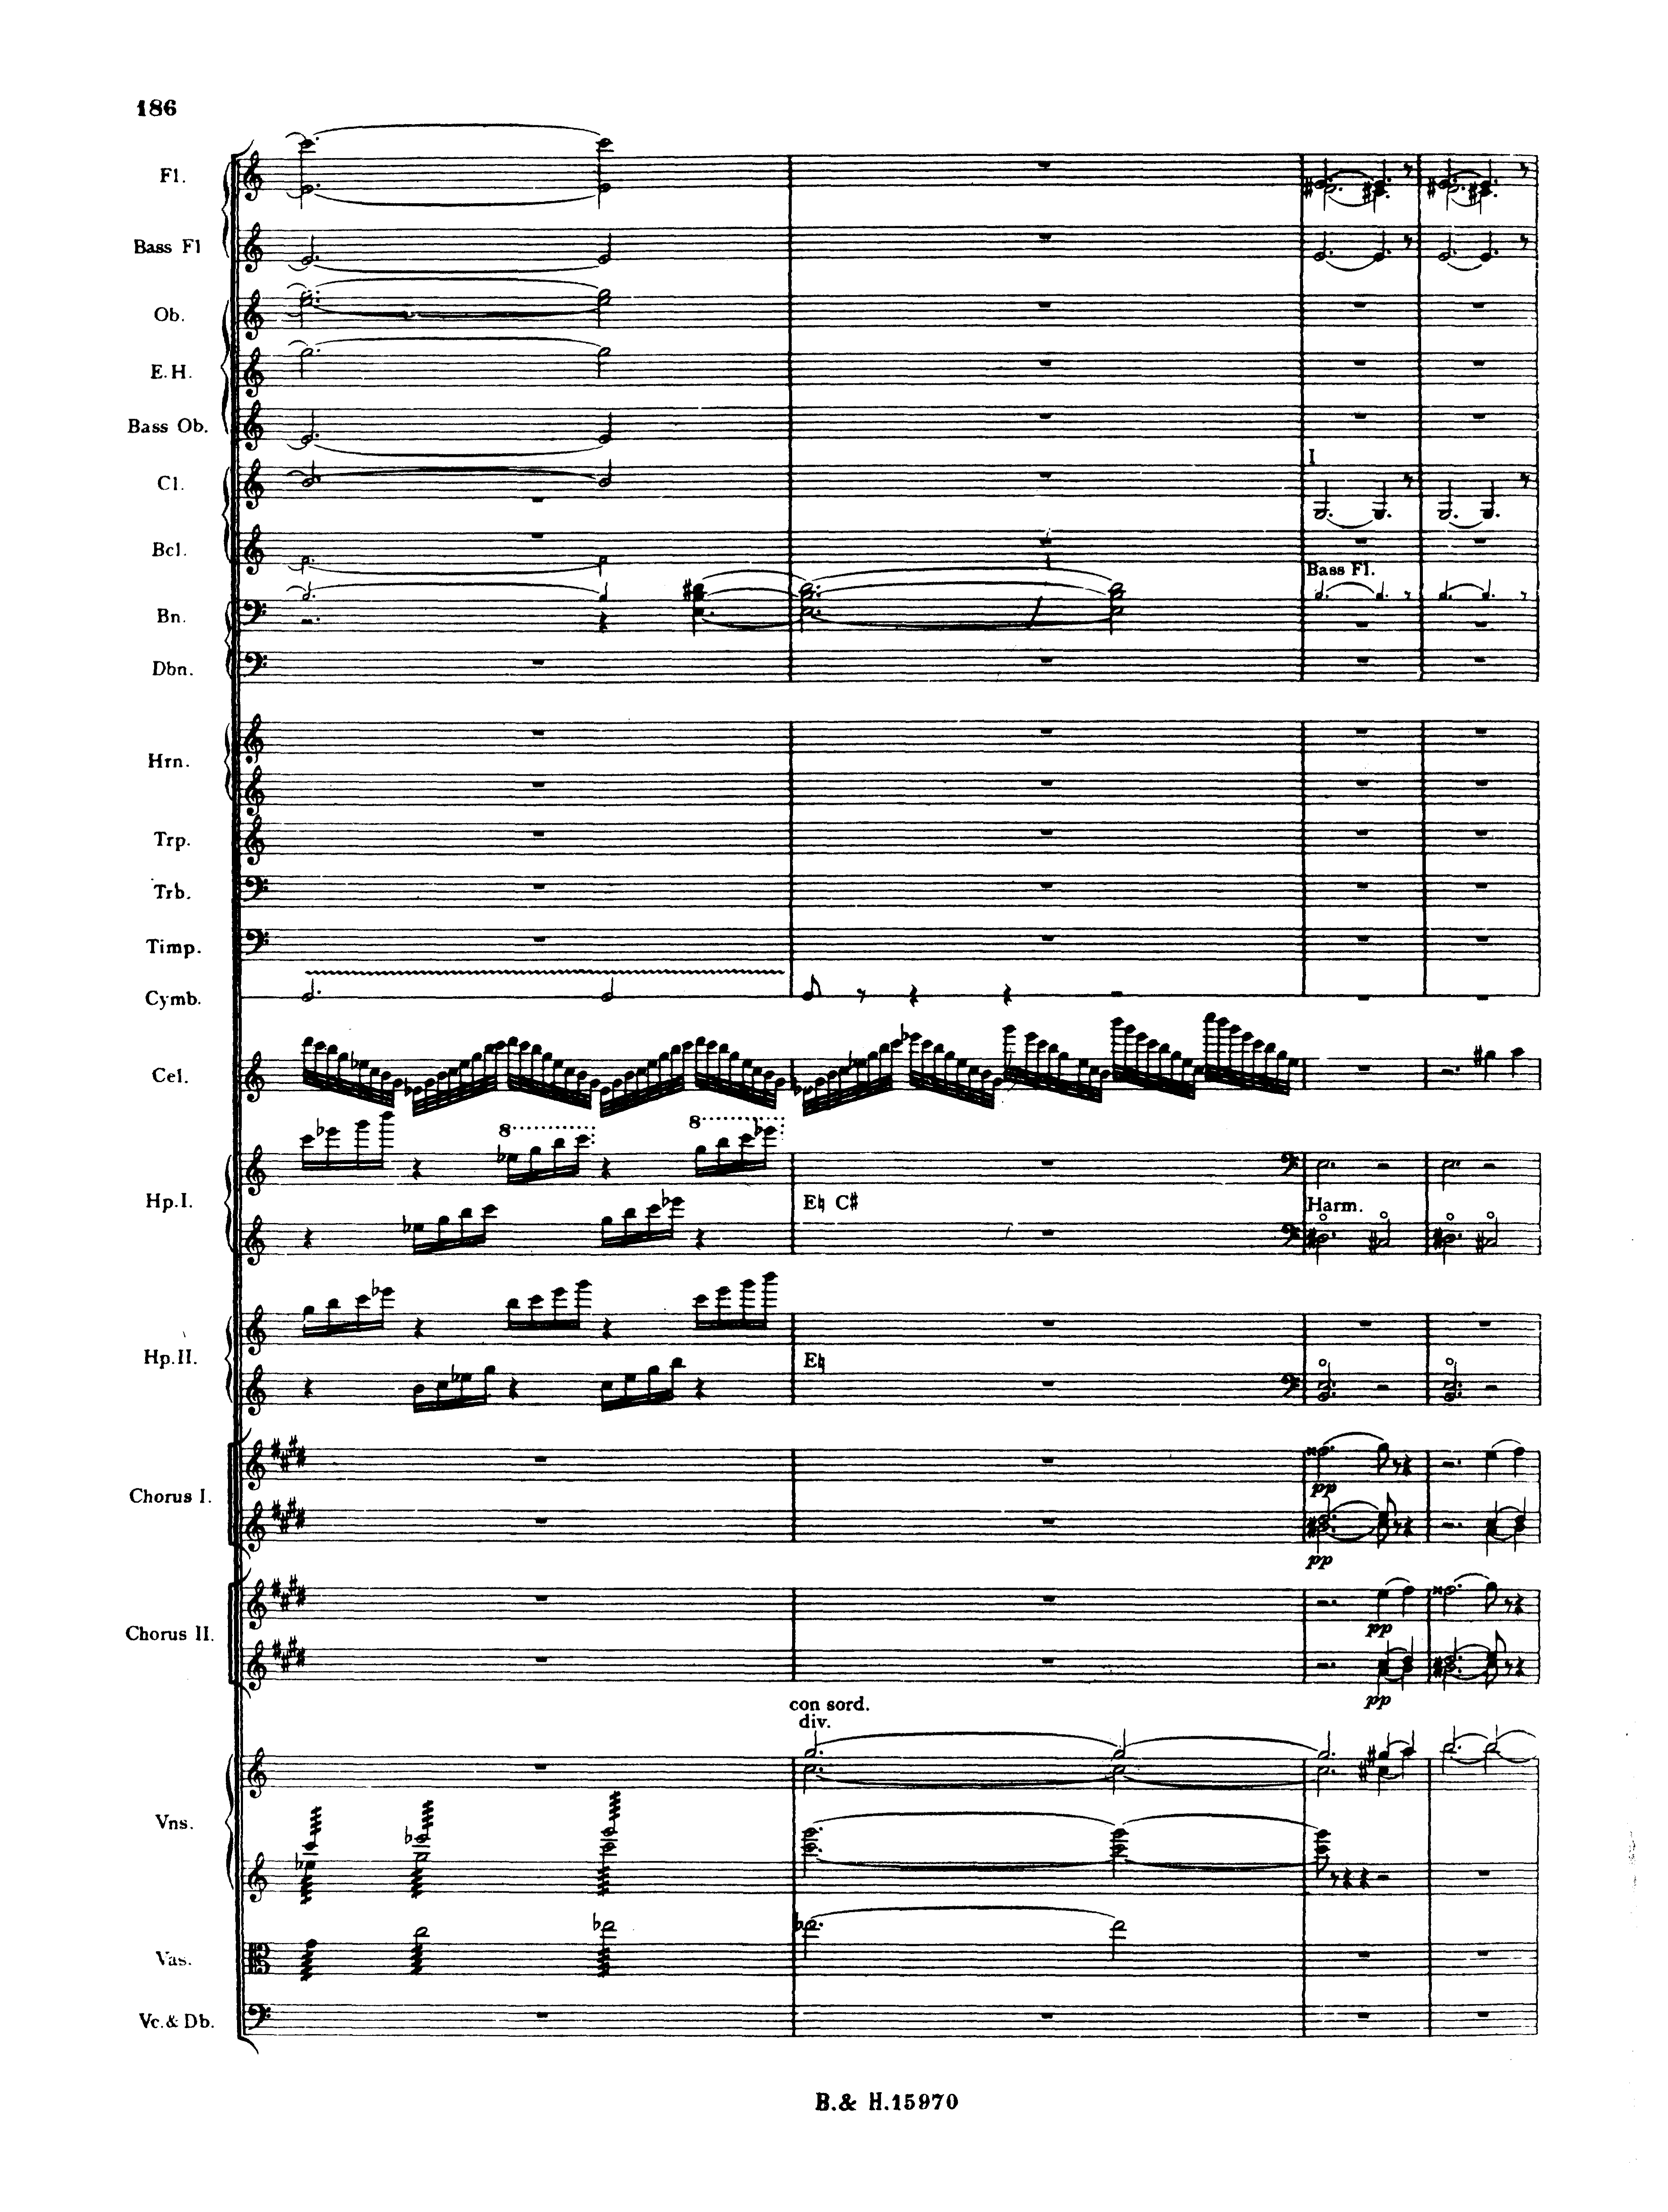 186
Fl.
Bass Fl
Ob.
E.H.
Bass Ob.
Cl.
I
Bcl.
Bass Fl.
Bn.
Dbn.
Hrn.
Trp.
Trb.
Timp.
Cymb.
Cel.
8
8
Hp.I.
E♮ C♯
Harm.
Hp.II.
E♮
Chorus I.
pp
pp
Chorus II.
pp
pp
con sord.
div.
Vns.
Vas.
Vc.& Db.
B.& H.15970